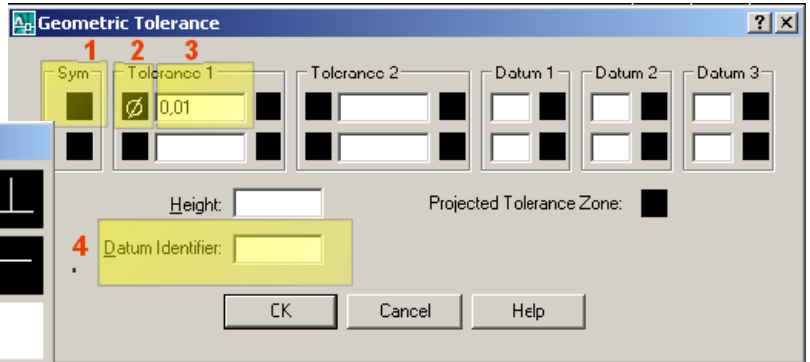 Geometric Tolerance
1 2 3
Sym Tolerance 1 Tolerance 2 Datum 1 Datum 2 Datum 3
Ø 0,01
Height: Projected Tolerance Zone:
4 Datum Identifier:
CK Cancel Help